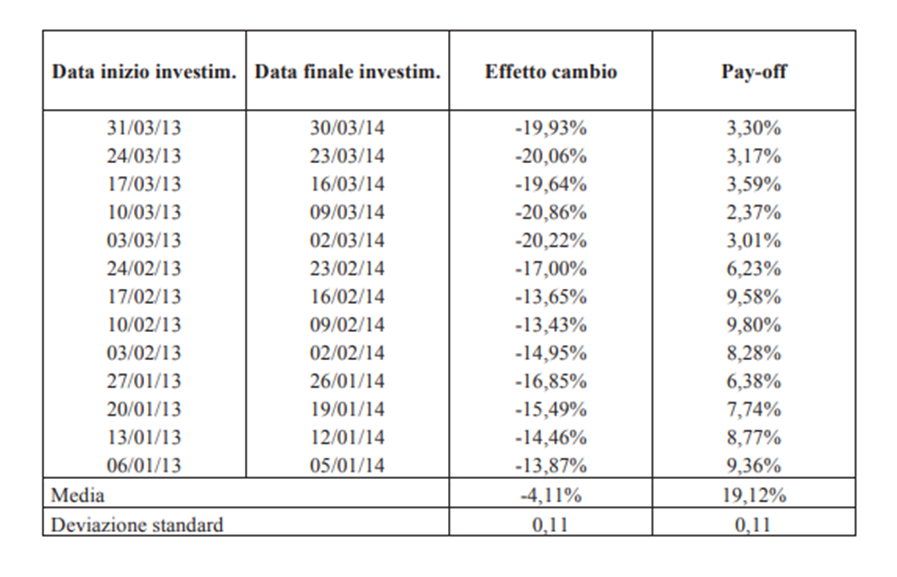 Data inizio investim. Data finale investim. Effetto cambio Pay-off
31/03/13 30/03/14 -19,93% 3,30%
24/03/13 23/03/14 -20,06% 3,17%
17/03/13 16/03/14 -19,64% 3,59%
10/03/13 09/03/14 -20,86% 2,37%
03/03/13 02/03/14 -20,22% 3,01%
24/02/13 23/02/14 -17,00% 6,23%
17/02/13 16/02/14 -13,65% 9,58%
10/02/13 09/02/14 -13,43% 9,80%
03/02/13 02/02/14 -14,95% 8,28%
27/01/13 26/01/14 -16,85% 6,38%
20/01/13 19/01/14 -15,49% 7,74%
13/01/13 12/01/14 -14,46% 8,77%
06/01/13 05/01/14 -13,87% 9,36%
Media -4,11% 19,12%
Deviazione standard 0,11 0,11